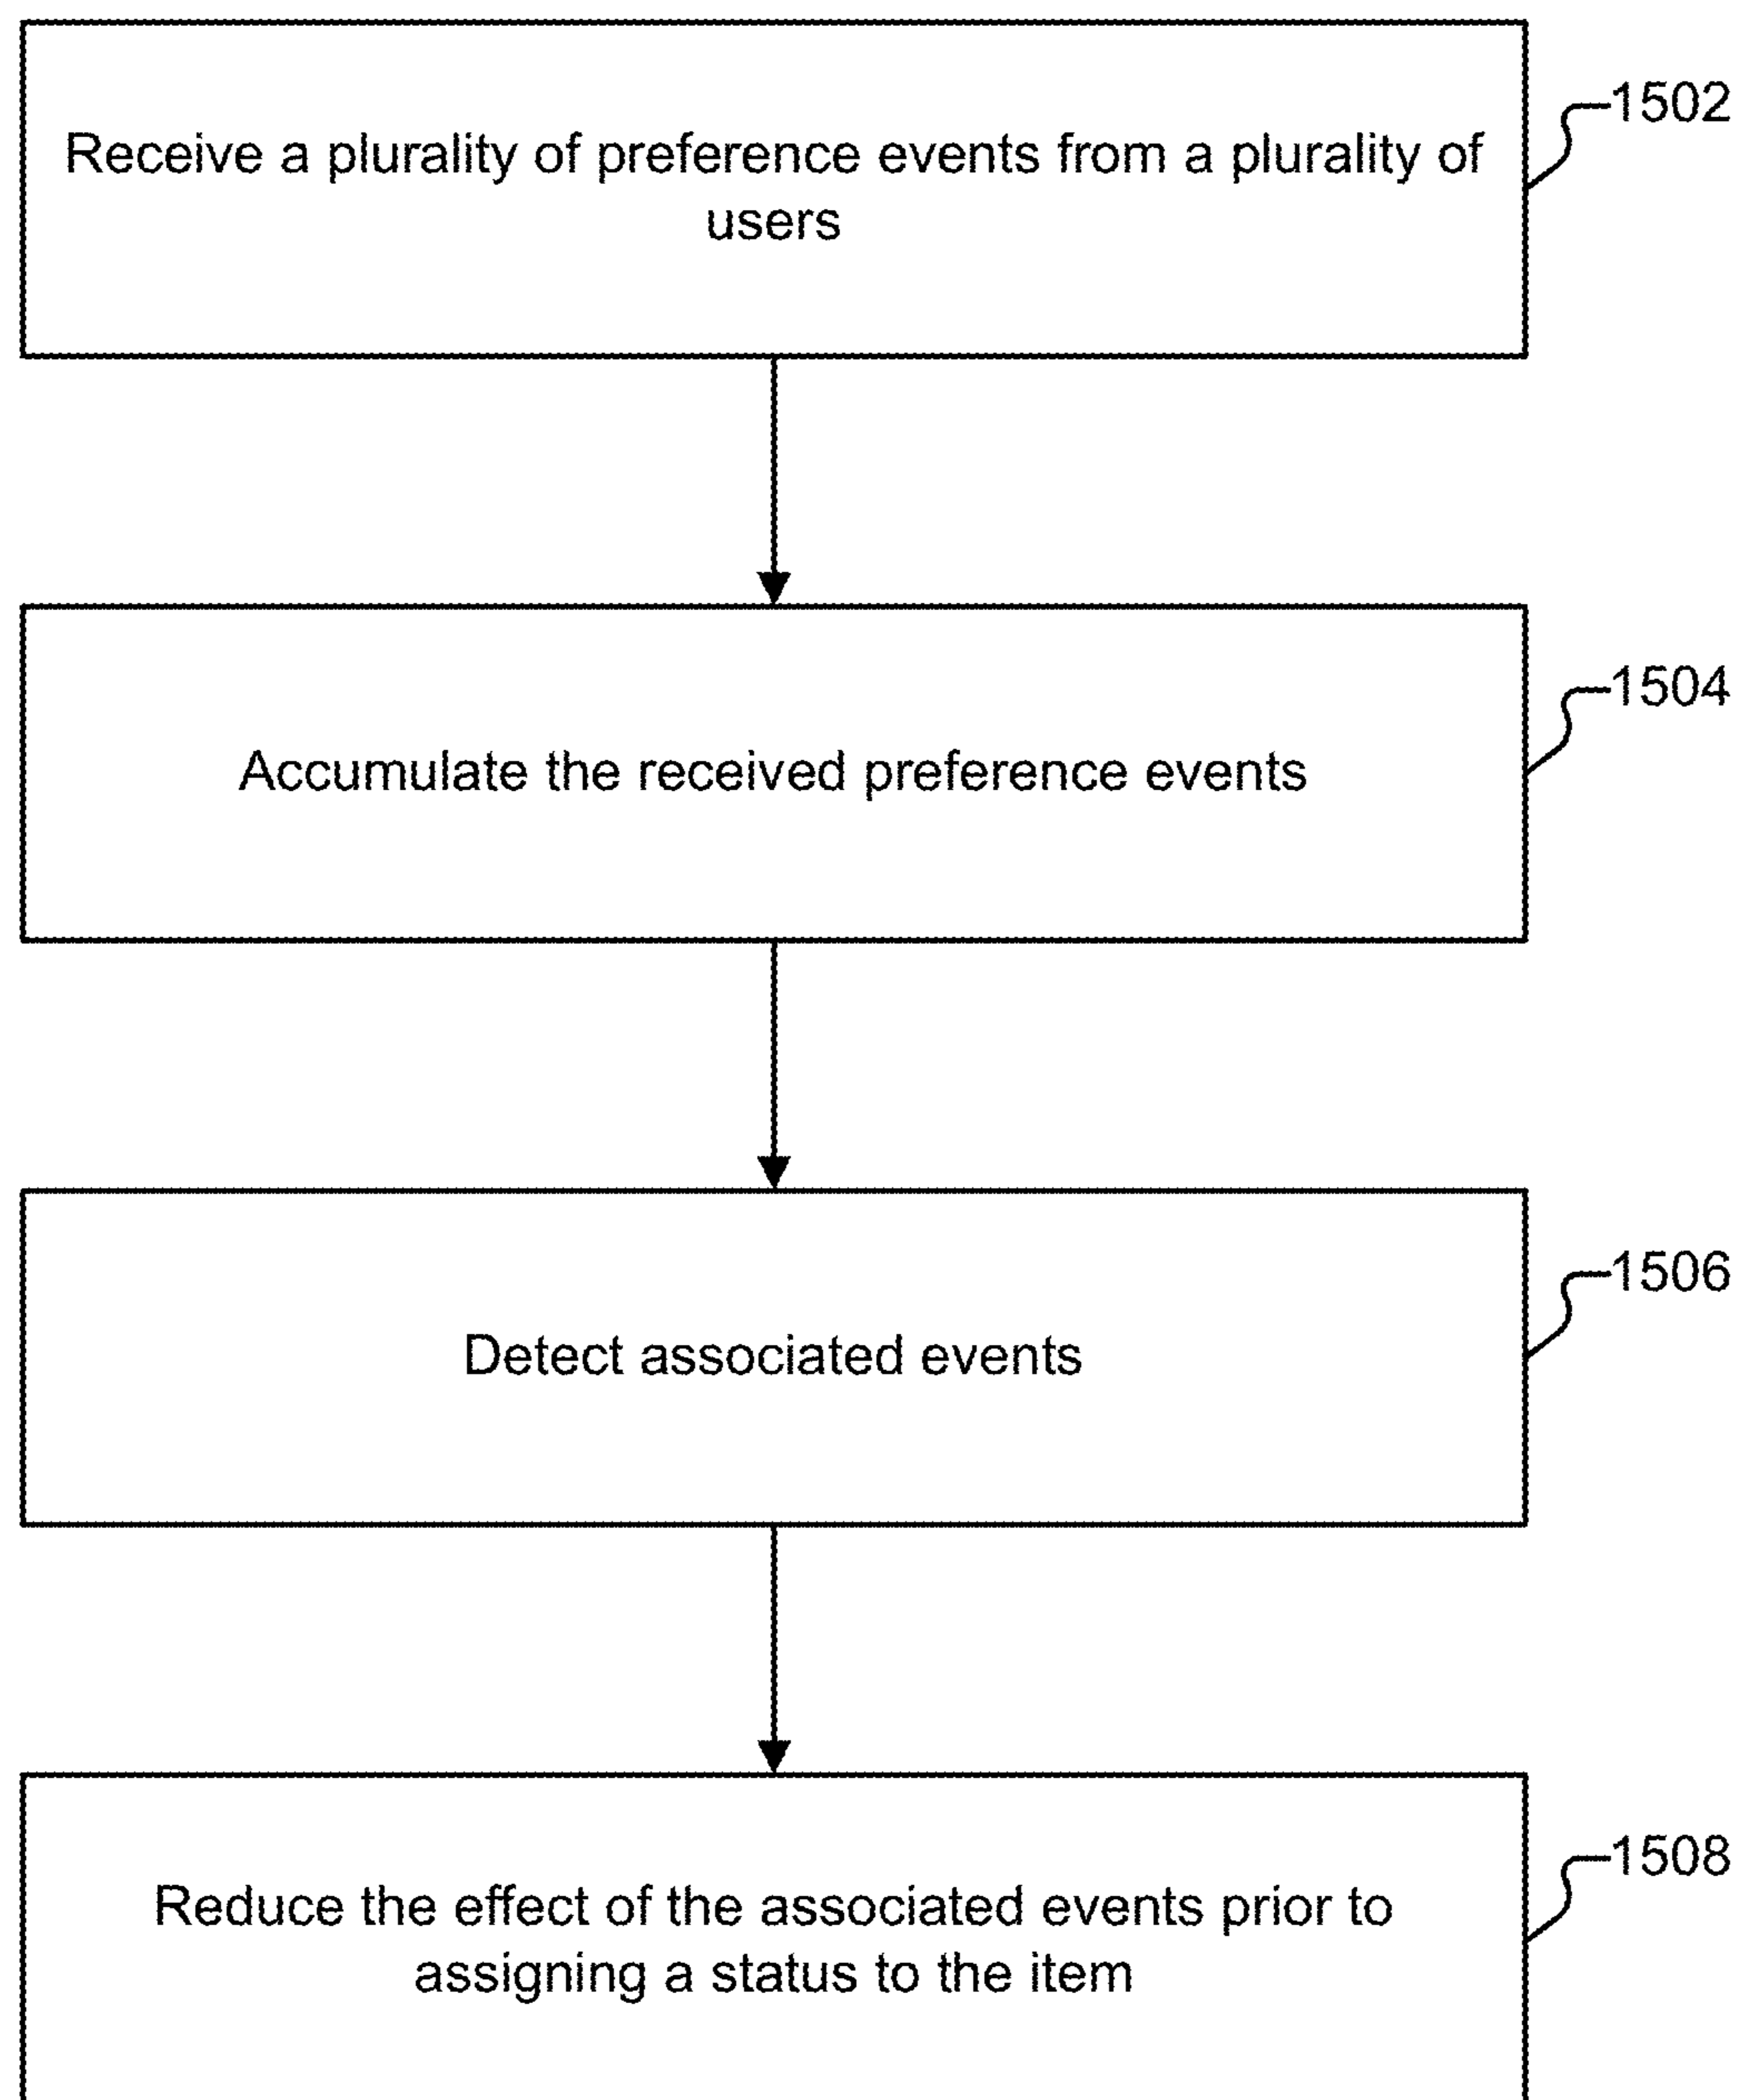 1502
Receive a plurality of preference events from a plurality of
users
1504
Accumulate the received preference events
1506
Detect associated events
1508
Reduce the effect of the associated events prior to
assigning a status to the item